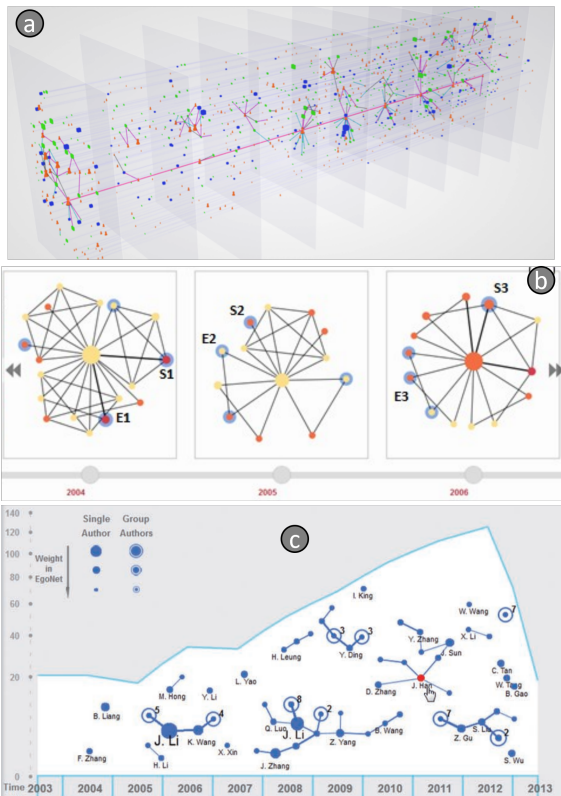 a
b
S3
S2
E2
S1
E1
E3
2004
2005
2006
c
140
120
100
80
60
40
20
0
Single Author
Group Authors
Weight in EgoNet
I. King
W. Wang
7
3
3
Y. Zhang
X. Li
H. Leung
Y. Ding
J. Sun
L. Yao
J. Han
C. Tan
W. Tang
B. Gao
M. Hong
Y. Li
D. Zhang
B. Liang
5
4
8
2
7
Q. Luo
J. Li
K. Wang
J. Li
Y. Zang
B. Wang
Z. Gu
S. Liu
2
F. Zhang
H. Li
X. Xin
J. Zhang
S. Wu
Time 2003 2004 2005 2006 2007 2008 2009 2010 2011 2012 2013